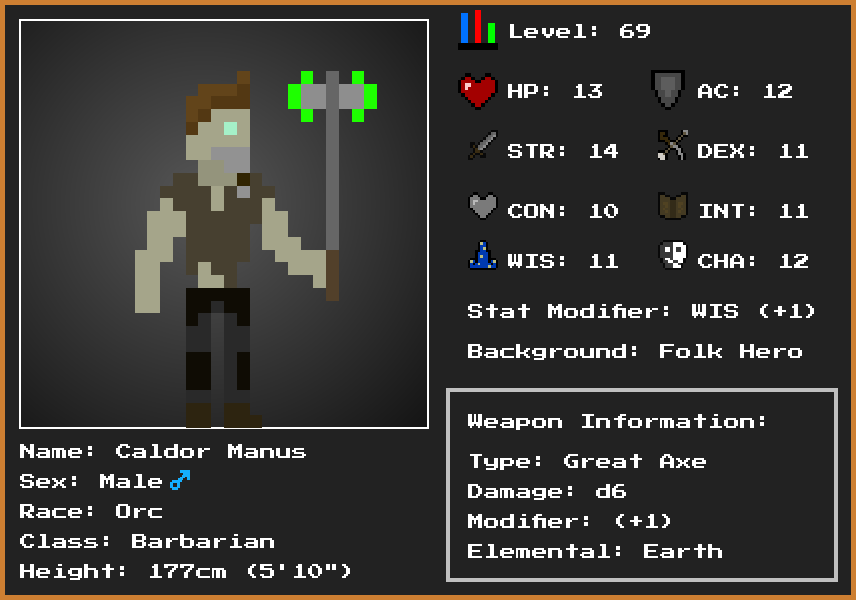 Level: 69
HP: 13 AC: 12
STR: 14 DEX: 11
CON: 10 INT: 11
WIS: 11 CHA: 12
Stat Modifier: WIS (+1)
Background: Folk Hero
Weapon Information:
Type: Great Axe
Damage: d6
Modifier: (+1)
Elemental: Earth
Name: Caldor Manus
Sex: Male♂
Race: Orc
Class: Barbarian
Height: 177cm (5'10")